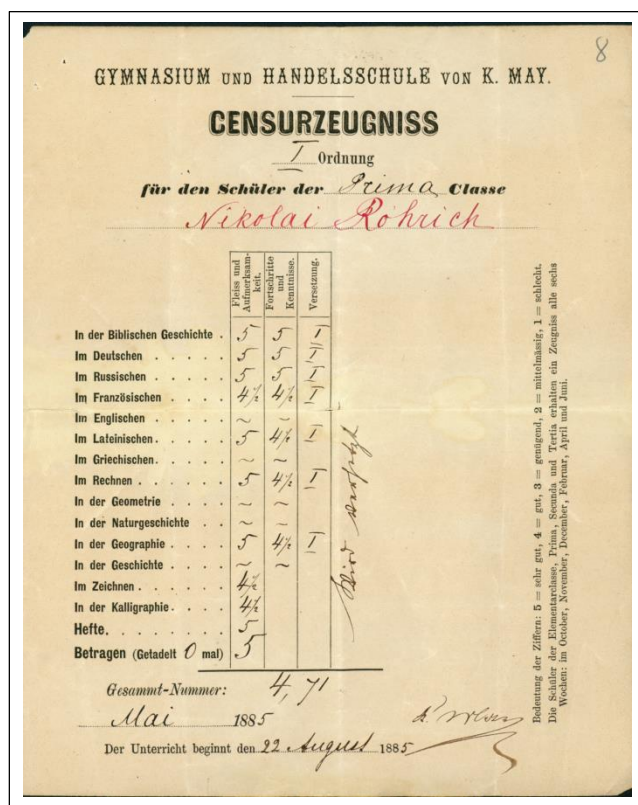 8
GYMNASIUM UND HANDELSSCHULE VON K. MAY.
CENSURZEUGNISS
I Ordnung
für den Schüler der Prima Classe
Nikolai Röhrich
Fleiss und Aufmerksamkeit.
Fortschritte und Kenntnisse.
Versetzung.
In der Biblischen Geschichte . 5 5 I
Im Deutschen . . . . . 5 5 I
Im Russischen . . . . . 5 5 I
Im Französischen . . . . 4½ 4½ I
Im Englischen . . . . . ~ ~
Im Lateinischen. . . . . 5 4½ I
Im Griechischen. . . . . ~ ~
Im Rechnen . . . . . . 5 4½ I
In der Geometrie . . . . ~ ~
In der Naturgeschichte . . ~ ~
In der Geographie . . . . 5 4½ I
In der Geschichte . . . . ~ ~
Im Zeichnen . . . . . . 4½
In der Kalligraphie . . . . 4½
Hefte. . . . . . . . . 5
Betragen (Getadelt 0 mal) 5
Wird versetzt
Gesammt-Nummer: 4,71
Mai 1885
Der Unterricht beginnt den 22 August 1885
Bedeutung der Ziffern: 5 = sehr gut, 4 = gut, 3 = genügend, 2 = mittelmässig, 1 = schlecht.
Die Schüler der Elementarclasse, Prima, Secunda und Tertia erhalten ein Zeugniss alle sechs
Wochen: im October, November, December, Februar, April und Juni.